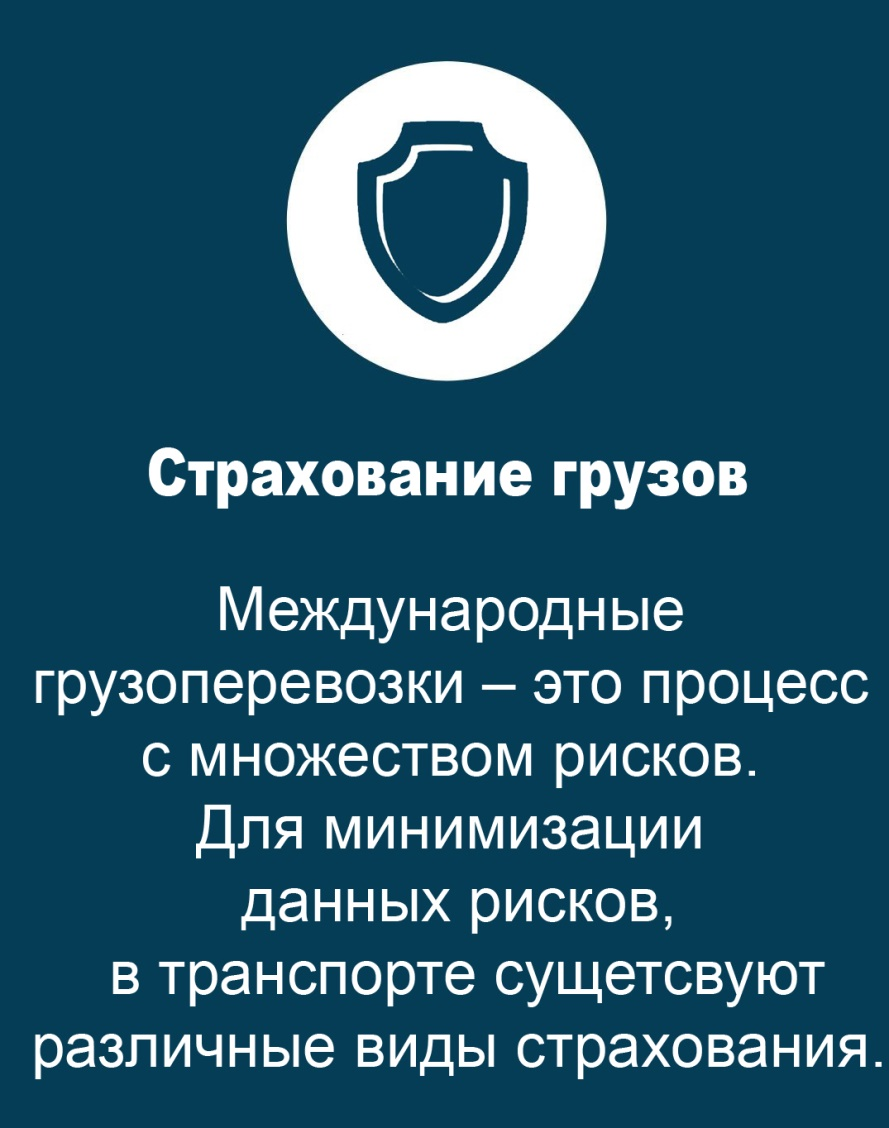 Страхование грузов
Международные
грузоперевозки – это процесс
с множеством рисков.
Для минимизации
данных рисков,
в транспорте сущетсвуют
различные виды страхования.